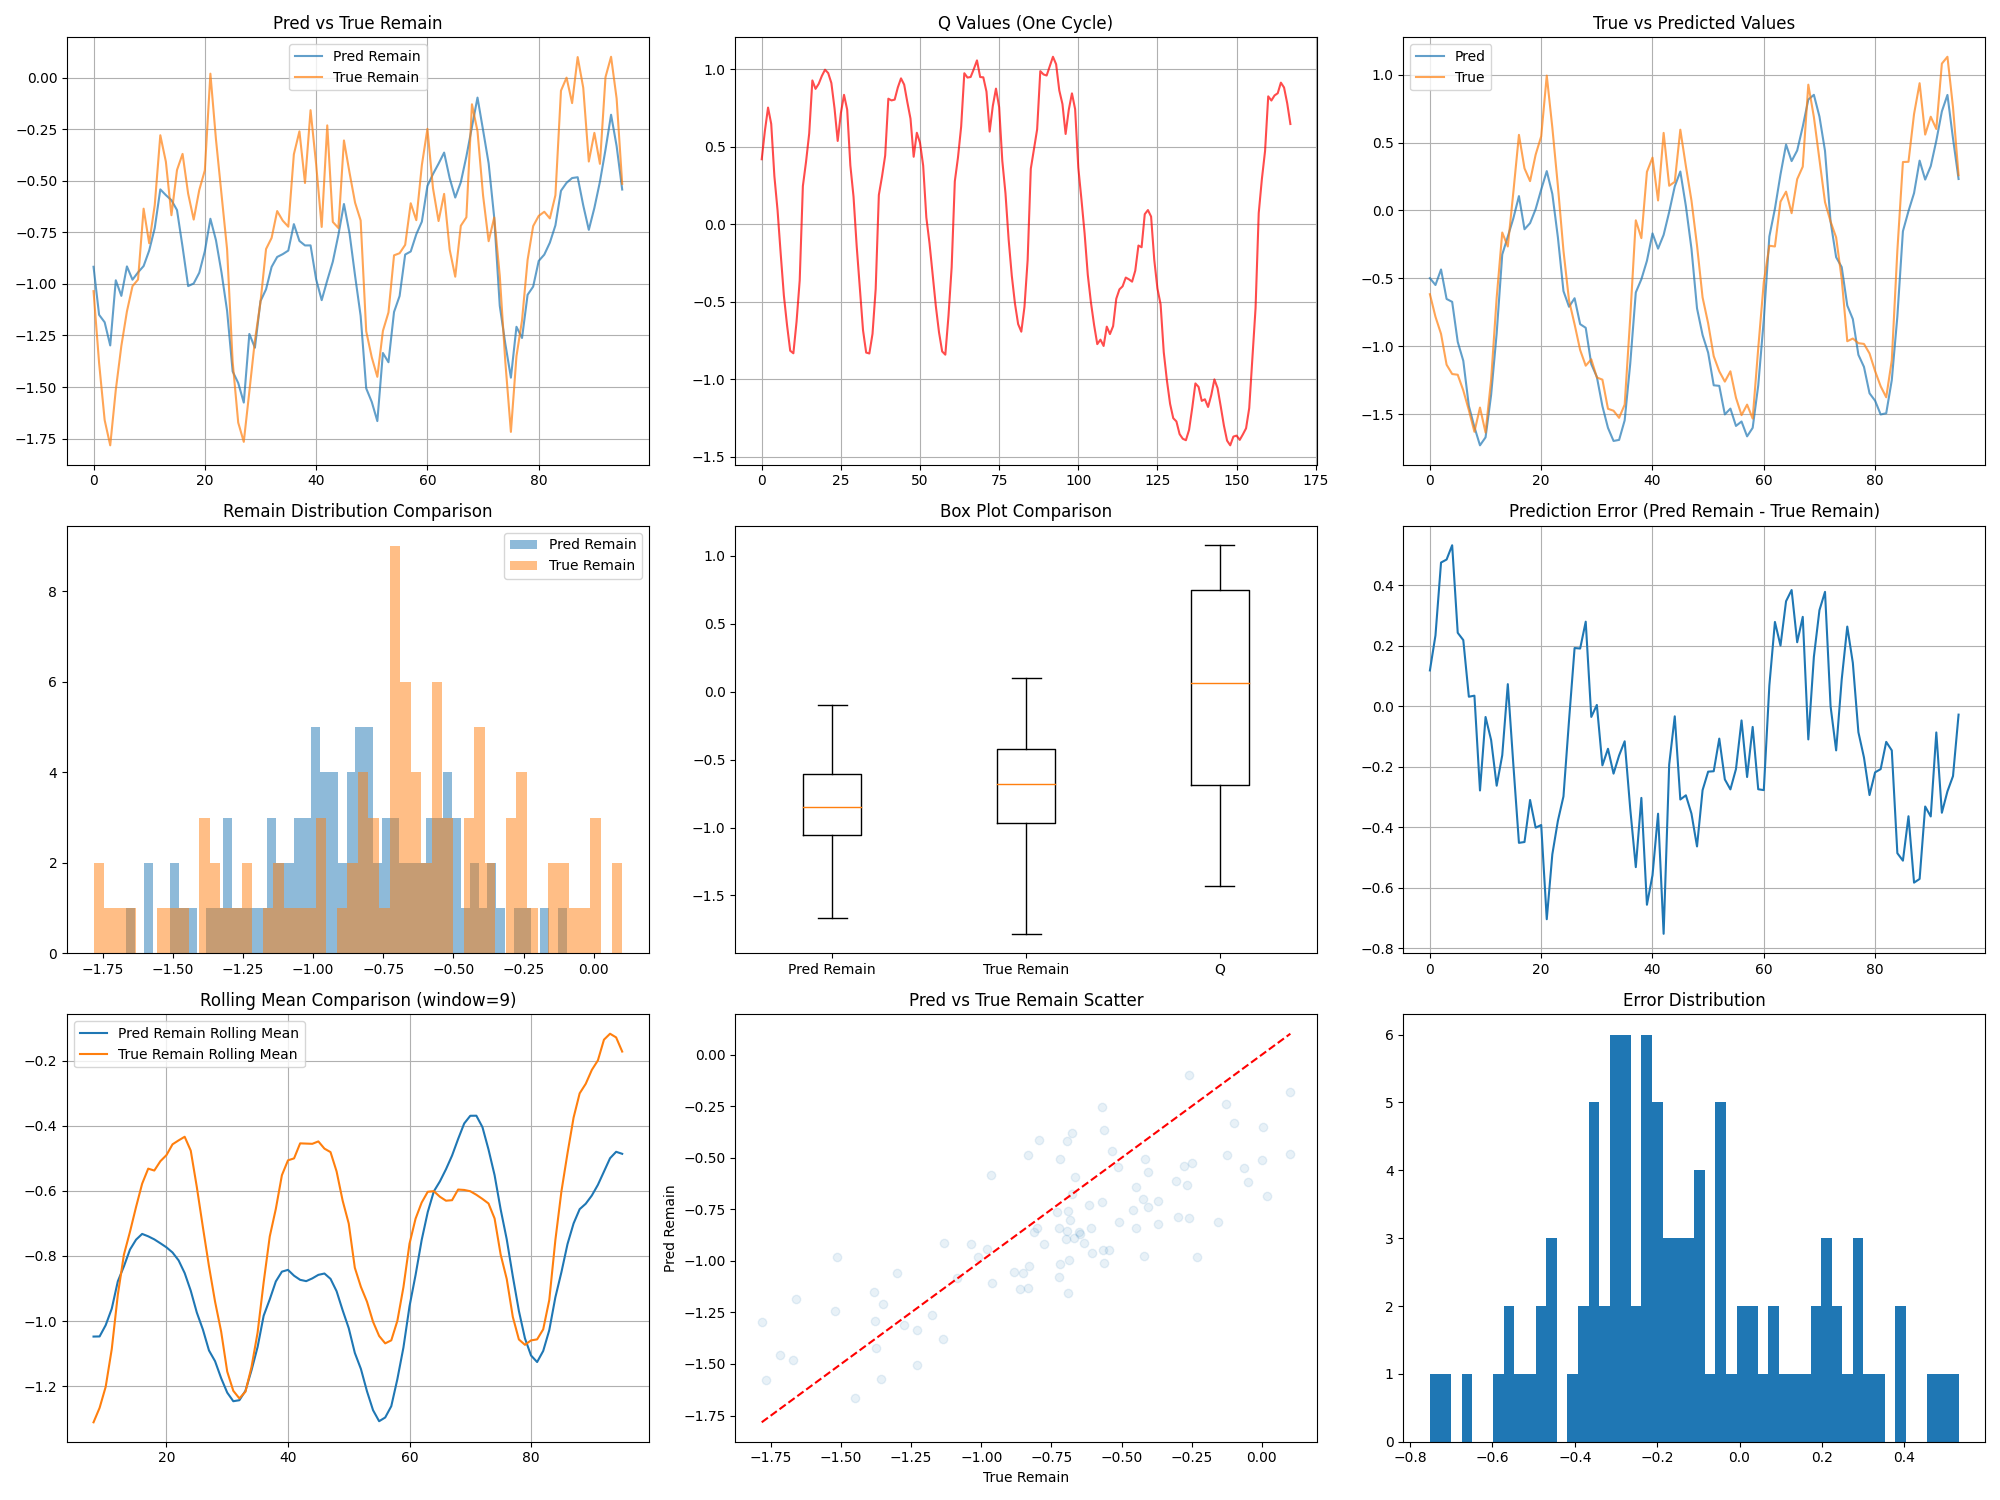 Pred vs True Remain
Pred Remain
True Remain
0.00
−0.25
−0.50
−0.75
−1.00
−1.25
−1.50
−1.75
0 20 40 60 80
Q Values (One Cycle)
1.0
0.5
0.0
−0.5
−1.0
−1.5
0 25 50 75 100 125 150 175
True vs Predicted Values
Pred
True
1.0
0.5
0.0
−0.5
−1.0
−1.5
0 20 40 60 80
Remain Distribution Comparison
Pred Remain
True Remain
8
6
4
2
0
−1.75 −1.50 −1.25 −1.00 −0.75 −0.50 −0.25 0.00
Box Plot Comparison
1.0
0.5
0.0
−0.5
−1.0
−1.5
Pred Remain True Remain Q
Prediction Error (Pred Remain - True Remain)
0.4
0.2
0.0
−0.2
−0.4
−0.6
−0.8
0 20 40 60 80
Rolling Mean Comparison (window=9)
Pred Remain Rolling Mean
True Remain Rolling Mean
−0.2
−0.4
−0.6
−0.8
−1.0
−1.2
20 40 60 80
Pred vs True Remain Scatter
Pred Remain
0.00
−0.25
−0.50
−0.75
−1.00
−1.25
−1.50
−1.75
−1.75 −1.50 −1.25 −1.00 −0.75 −0.50 −0.25 0.00
True Remain
Error Distribution
6
5
4
3
2
1
0
−0.8 −0.6 −0.4 −0.2 0.0 0.2 0.4